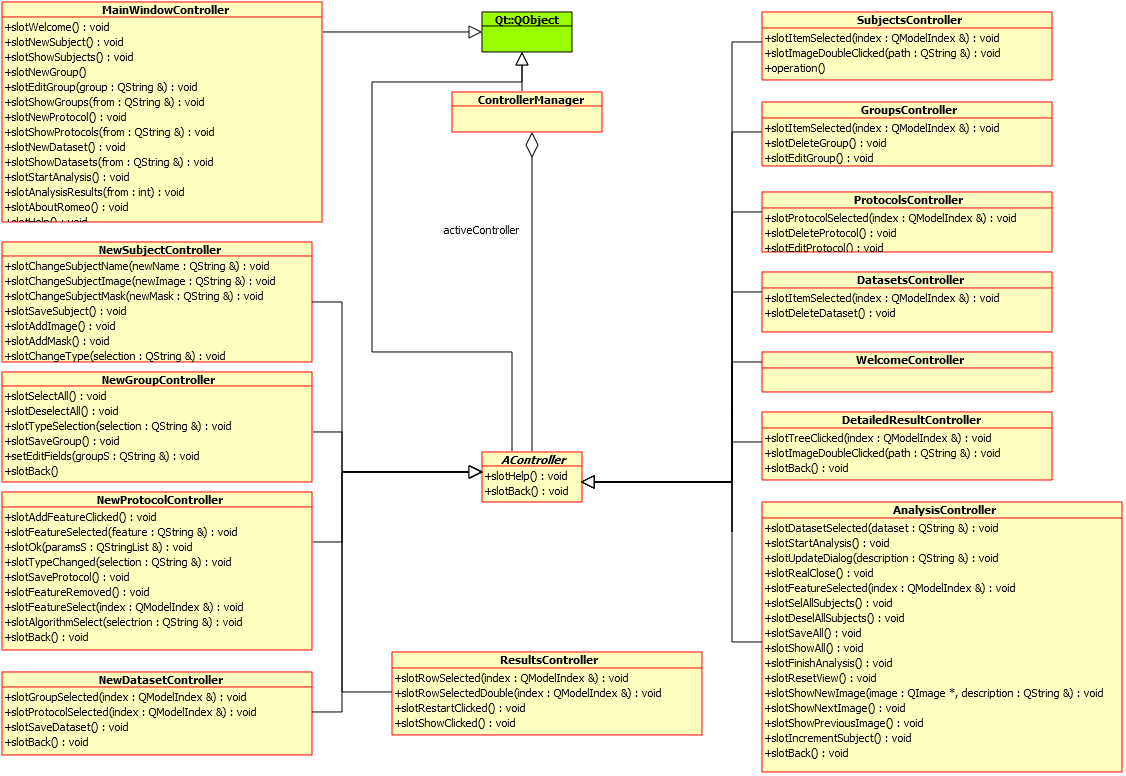 MainWindowController
+slotWelcome() : void
+slotNewSubject() : void
+slotShowSubjects() : void
+slotNewGroup()
+slotEditGroup(group : QString &) : void
+slotShowGroups(from : QString &) : void
+slotNewProtocol() : void
+slotShowProtocols(from : QString &) : void
+slotNewDataset() : void
+slotShowDatasets(from : QString &) : void
+slotStartAnalysis() : void
+slotAnalysisResults(from : int) : void
+slotAboutRomeo() : void
+slotHelp() : void
Qt::QObject
ControllerManager
activeController
NewSubjectController
+slotChangeSubjectName(newName : QString &) : void
+slotChangeSubjectImage(newImage : QString &) : void
+slotChangeSubjectMask(newMask : QString &) : void
+slotSaveSubject() : void
+slotAddImage() : void
+slotAddMask() : void
+slotChangeType(selection : QString &) : void
NewGroupController
+slotSelectAll() : void
+slotDeselectAll() : void
+slotTypeSelection(selection : QString &) : void
+slotSaveGroup() : void
+setEditFields(groupS : QString &) : void
+slotBack()
NewProtocolController
+slotAddFeatureClicked() : void
+slotFeatureSelected(feature : QString &) : void
+slotOk(paramsS : QStringList &) : void
+slotTypeChanged(selection : QString &) : void
+slotSaveProtocol() : void
+slotFeatureRemoved() : void
+slotFeatureSelect(index : QModelIndex &) : void
+slotAlgorithmSelect(selectrion : QString &) : void
+slotBack() : void
NewDatasetController
+slotGroupSelected(index : QModelIndex &) : void
+slotProtocolSelected(index : QModelIndex &) : void
+slotSaveDataset() : void
+slotBack() : void
AController
+slotHelp() : void
+slotBack() : void
ResultsController
+slotRowSelected(index : QModelIndex &) : void
+slotRowSelectedDouble(index : QModelIndex &) : void
+slotRestartClicked() : void
+slotShowClicked() : void
SubjectsController
+slotItemSelected(index : QModelIndex &) : void
+slotImageDoubleClicked(path : QString &) : void
+operation()
GroupsController
+slotItemSelected(index : QModelIndex &) : void
+slotDeleteGroup() : void
+slotEditGroup() : void
ProtocolsController
+slotProtocolSelected(index : QModelIndex &) : void
+slotDeleteProtocol() : void
+slotEditProtocol() : void
DatasetsController
+slotItemSelected(index : QModelIndex &) : void
+slotDeleteDataset() : void
WelcomeController
DetailedResultController
+slotTreeClicked(index : QModelIndex &) : void
+slotImageDoubleClicked(path : QString &) : void
+slotBack() : void
AnalysisController
+slotDatasetSelected(dataset : QString &) : void
+slotStartAnalysis() : void
+slotUpdateDialog(description : QString &) : void
+slotRealClose() : void
+slotFeatureSelected(index : QModelIndex &) : void
+slotSelAllSubjects() : void
+slotDeselAllSubjects() : void
+slotSaveAll() : void
+slotShowAll() : void
+slotFinishAnalysis() : void
+slotResetView() : void
+slotShowNewImage(image : QImage *, description : QString &) : void
+slotShowNextImage() : void
+slotShowPreviousImage() : void
+slotIncrementSubject() : void
+slotBack() : void